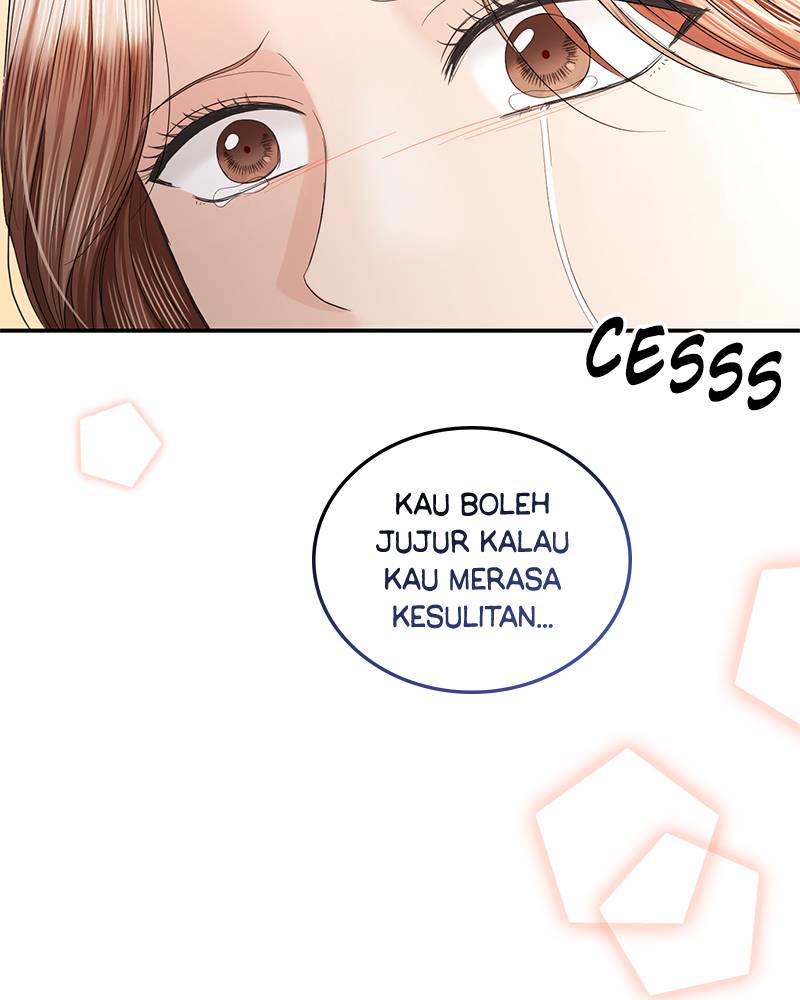 CESSS
KAU BOLEH
JUJUR KALAU
KAU MERASA
KESULITAN...